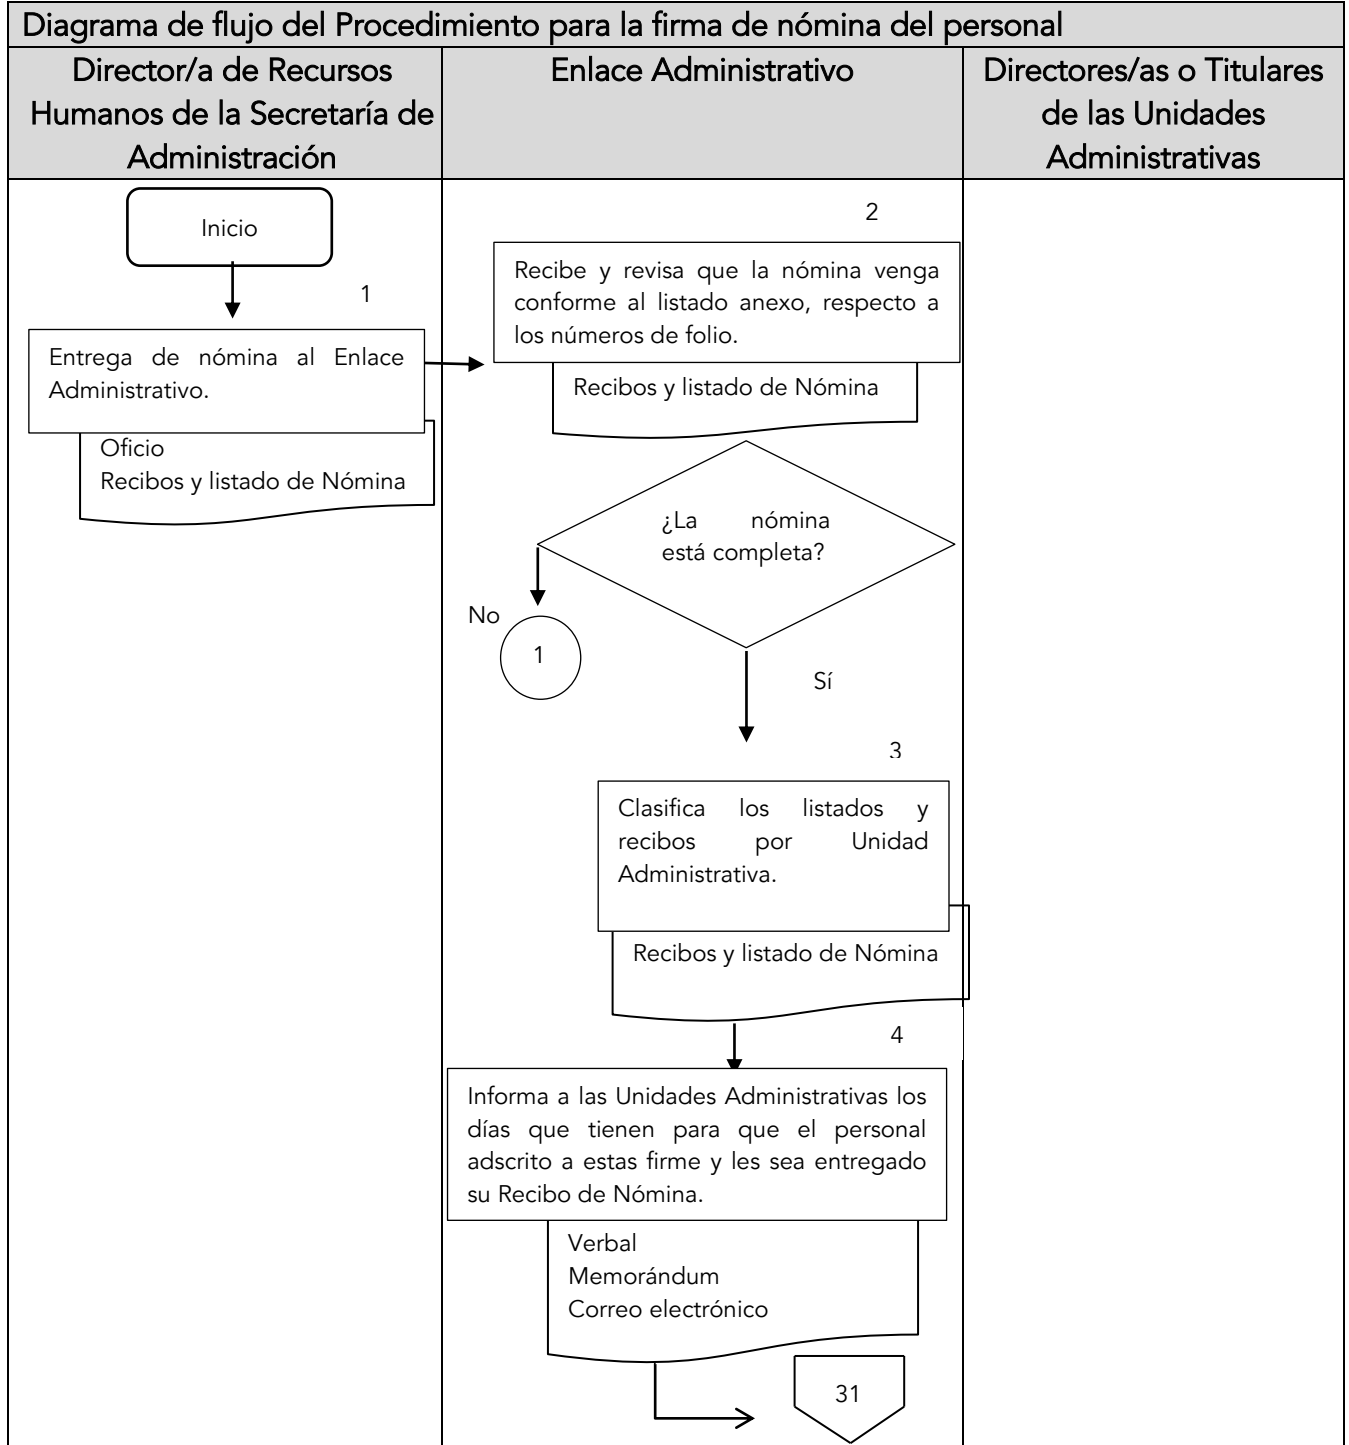 Diagrama de flujo del Procedimiento para la firma de nómina del personal
Director/a de Recursos
Humanos de la Secretaría de
Administración
Enlace Administrativo
Directores/as o Titulares
de las Unidades
Administrativas
Inicio
1
Entrega de nómina al Enlace
Administrativo.
Oficio
Recibos y listado de Nómina
2
Recibe y revisa que la nómina venga
conforme al listado anexo, respecto a
los números de folio.
Recibos y listado de Nómina
¿La nómina
está completa?
No
1
Sí
3
Clasifica los listados y
recibos por Unidad
Administrativa.
Recibos y listado de Nómina
4
Informa a las Unidades Administrativas los
días que tienen para que el personal
adscrito a estas firme y les sea entregado
su Recibo de Nómina.
Verbal
Memorándum
Correo electrónico
31